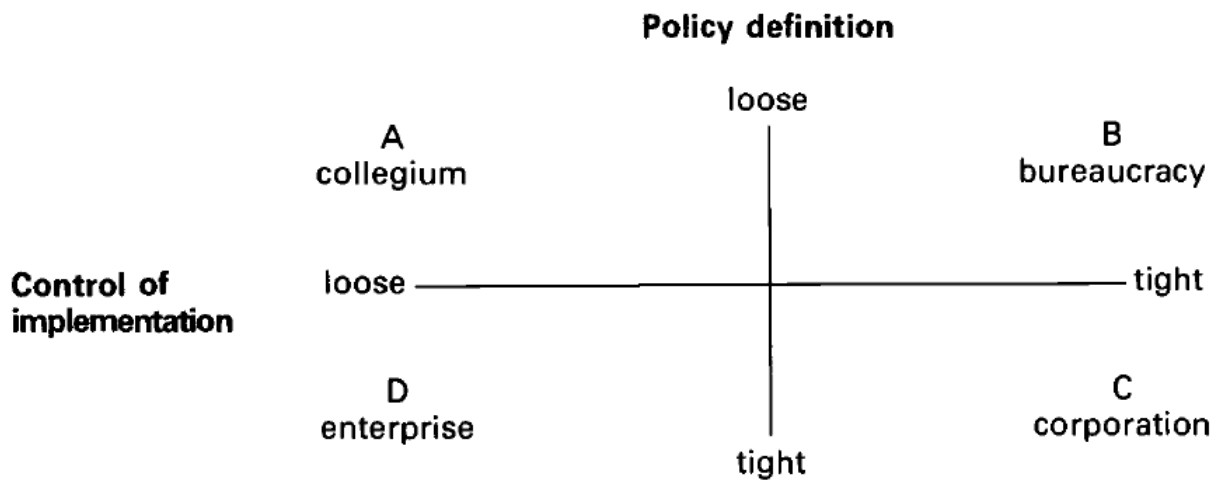 Policy definition
loose
A
collegium
B
bureaucracy
Control of
implementation
loose
tight
D
enterprise
C
corporation
tight